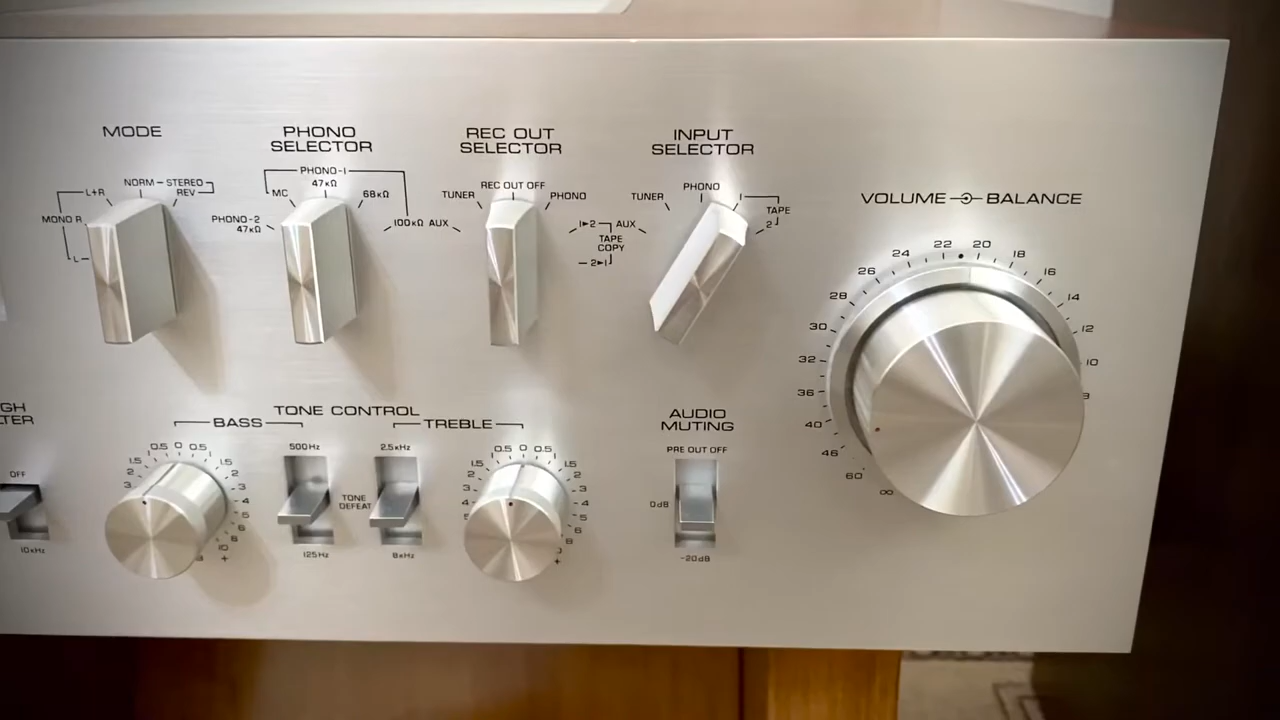 MODE
PHONO
SELECTOR
REC OUT
SELECTOR
INPUT
SELECTOR
L+R
NORM
STEREO
REV
MONO R
L
PHONO-1
MC
47kΩ
68kΩ
100kΩ
PHONO-2
47kΩ
TUNER
REC OUT OFF
PHONO
AUX
1▶2
TAPE
COPY
2▶1
TUNER
PHONO
1
TAPE
2
AUX
VOLUME
BALANCE
∞ 60 46 40 36 32 30 28 26 24 22 20 18 16 14 12 10 8
GH
TER
OFF
10kHz
TONE CONTROL
BASS
TREBLE
3 2 1.5 0.5 0 0.5 1.5 2 3 4 5 6 8 10 +
500Hz
125Hz
TONE
DEFEAT
2.5kHz
8kHz
5 4 3 2 1.5 0.5 0 0.5 1.5 2 3 4 5 6 8 +
AUDIO
MUTING
PRE OUT OFF
0dB
-20dB